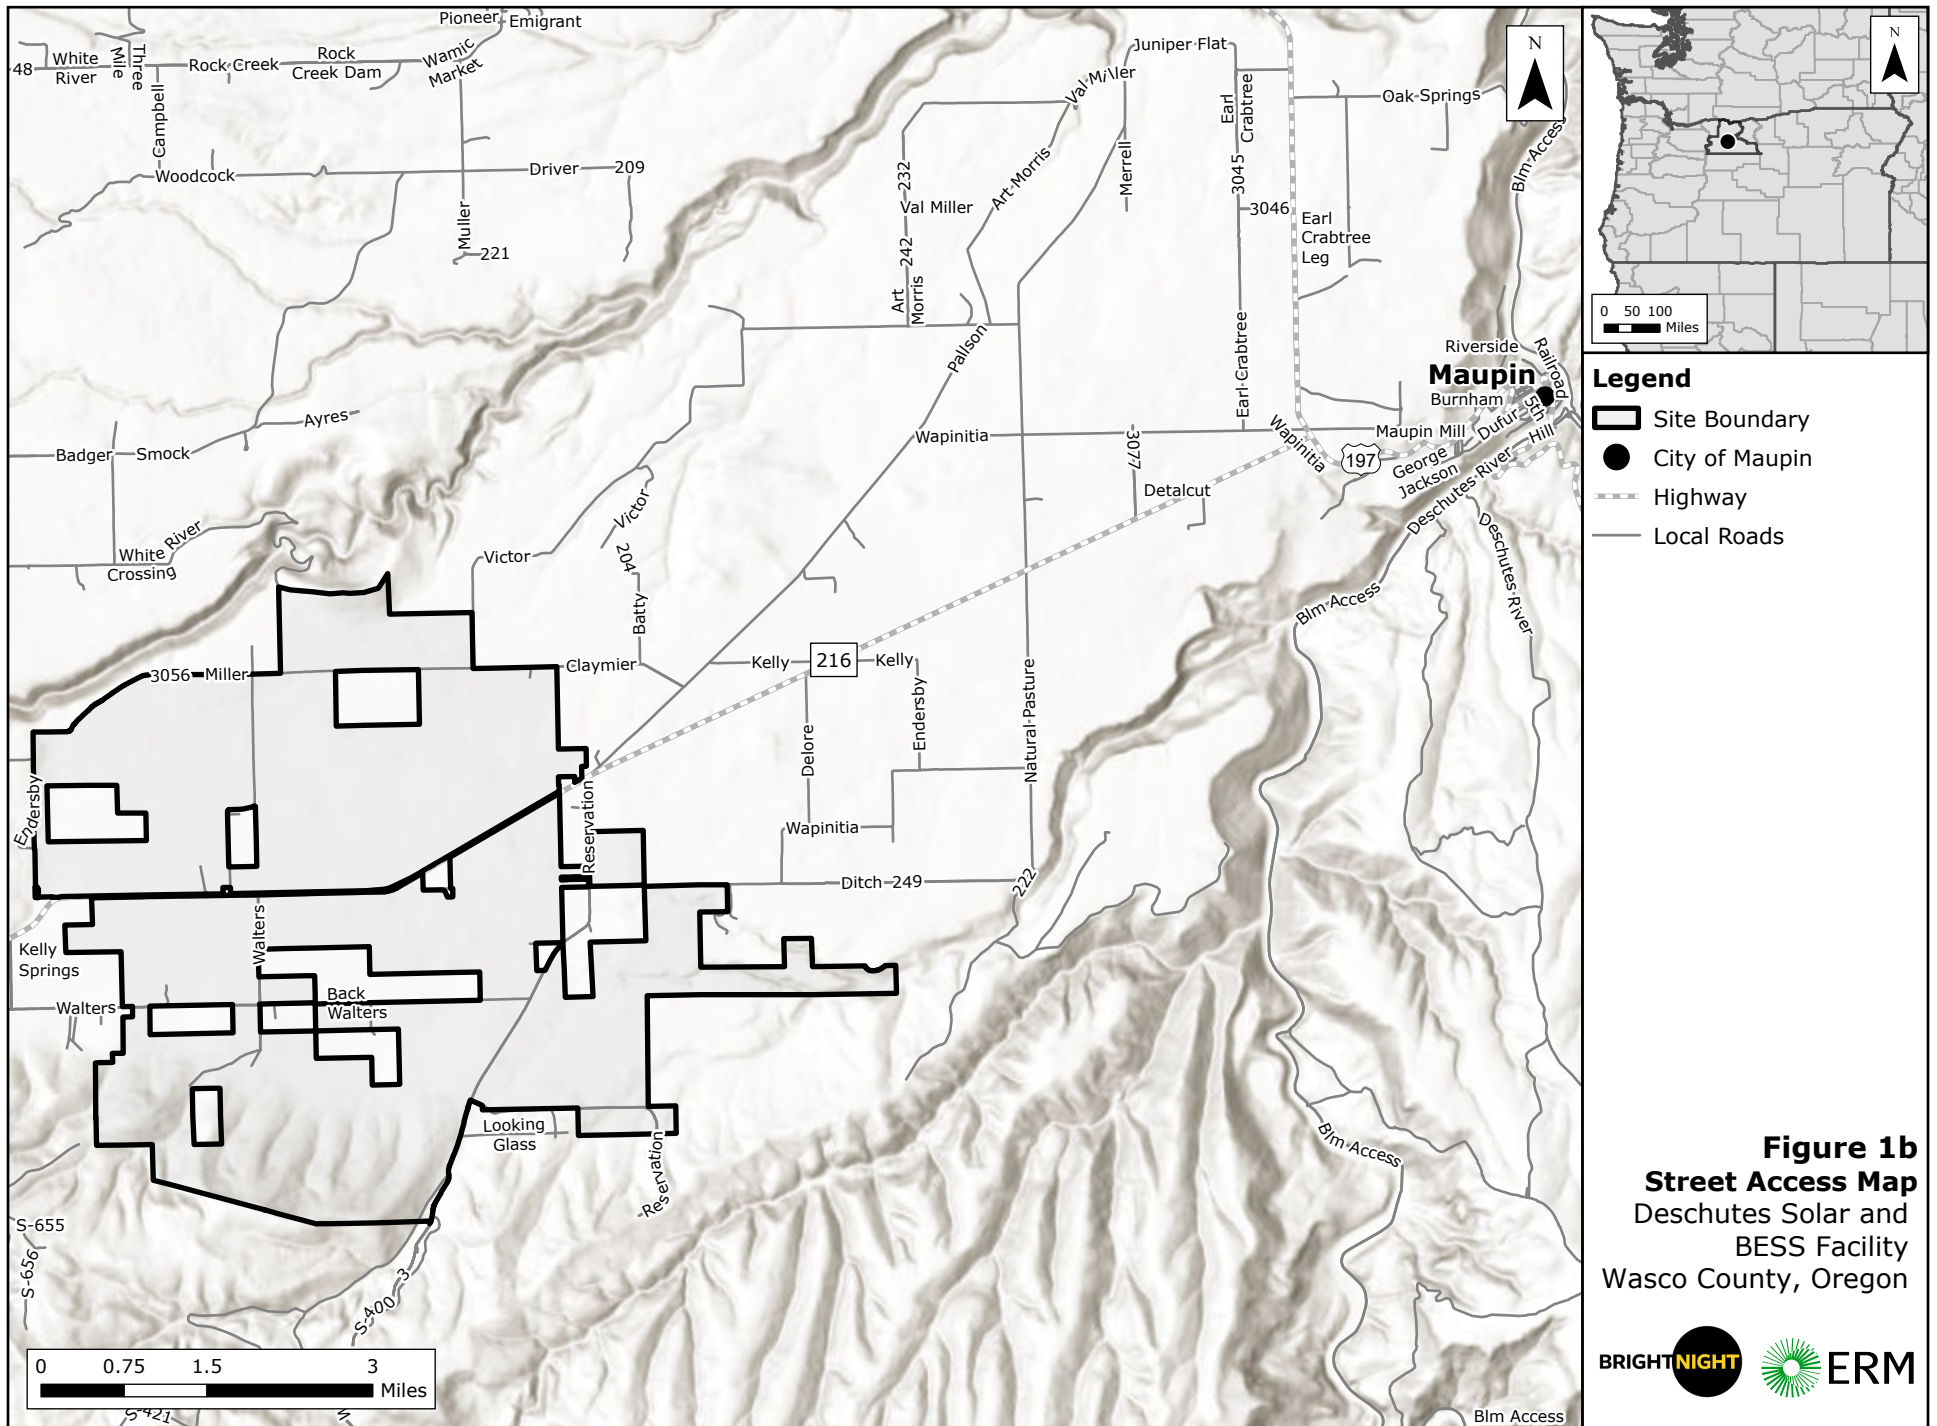 Pioneer
Emigrant
48
White
River
Three
Mile
Rock Creek
Rock
Creek Dam
Wamic
Market
Campbell
Woodcock
Driver
209
Muller
221
Juniper Flat
Val Miller
Earl
Crabtree
Oak Springs
Blm Access
232
Val Miller
Art Morris
Merrell
3045
3046
Earl
Crabtree
Leg
242
Art
Morris
Pallson
Earl Crabtree
Riverside
Railroad
Maupin
Burnham
5th
Dufur
Hill
Maupin Mill
Wapinitia
Wapinitia
197
George
Jackson
Deschutes River
Deschutes River
3077
Detalcut
Ayres
Badger
Smock
White River
Crossing
Victor
Victor
204
Batty
Blm Access
3056
Miller
Claymier
Kelly
216
Kelly
Endersby
Delore
Natural Pasture
Endersby
Reservation
Wapinitia
Ditch 249
222
Walters
Kelly
Springs
Walters
Back
Walters
Looking
Glass
Reservation
Blm Access
S-655
S-656
S-400
3
S-421
Blm Access
0
0.75
1.5
3
Miles
N
N
0
50
100
Miles
Legend
Site Boundary
City of Maupin
Highway
Local Roads
Figure 1b
Street Access Map
Deschutes Solar and
BESS Facility
Wasco County, Oregon
BRIGHTNIGHT
ERM